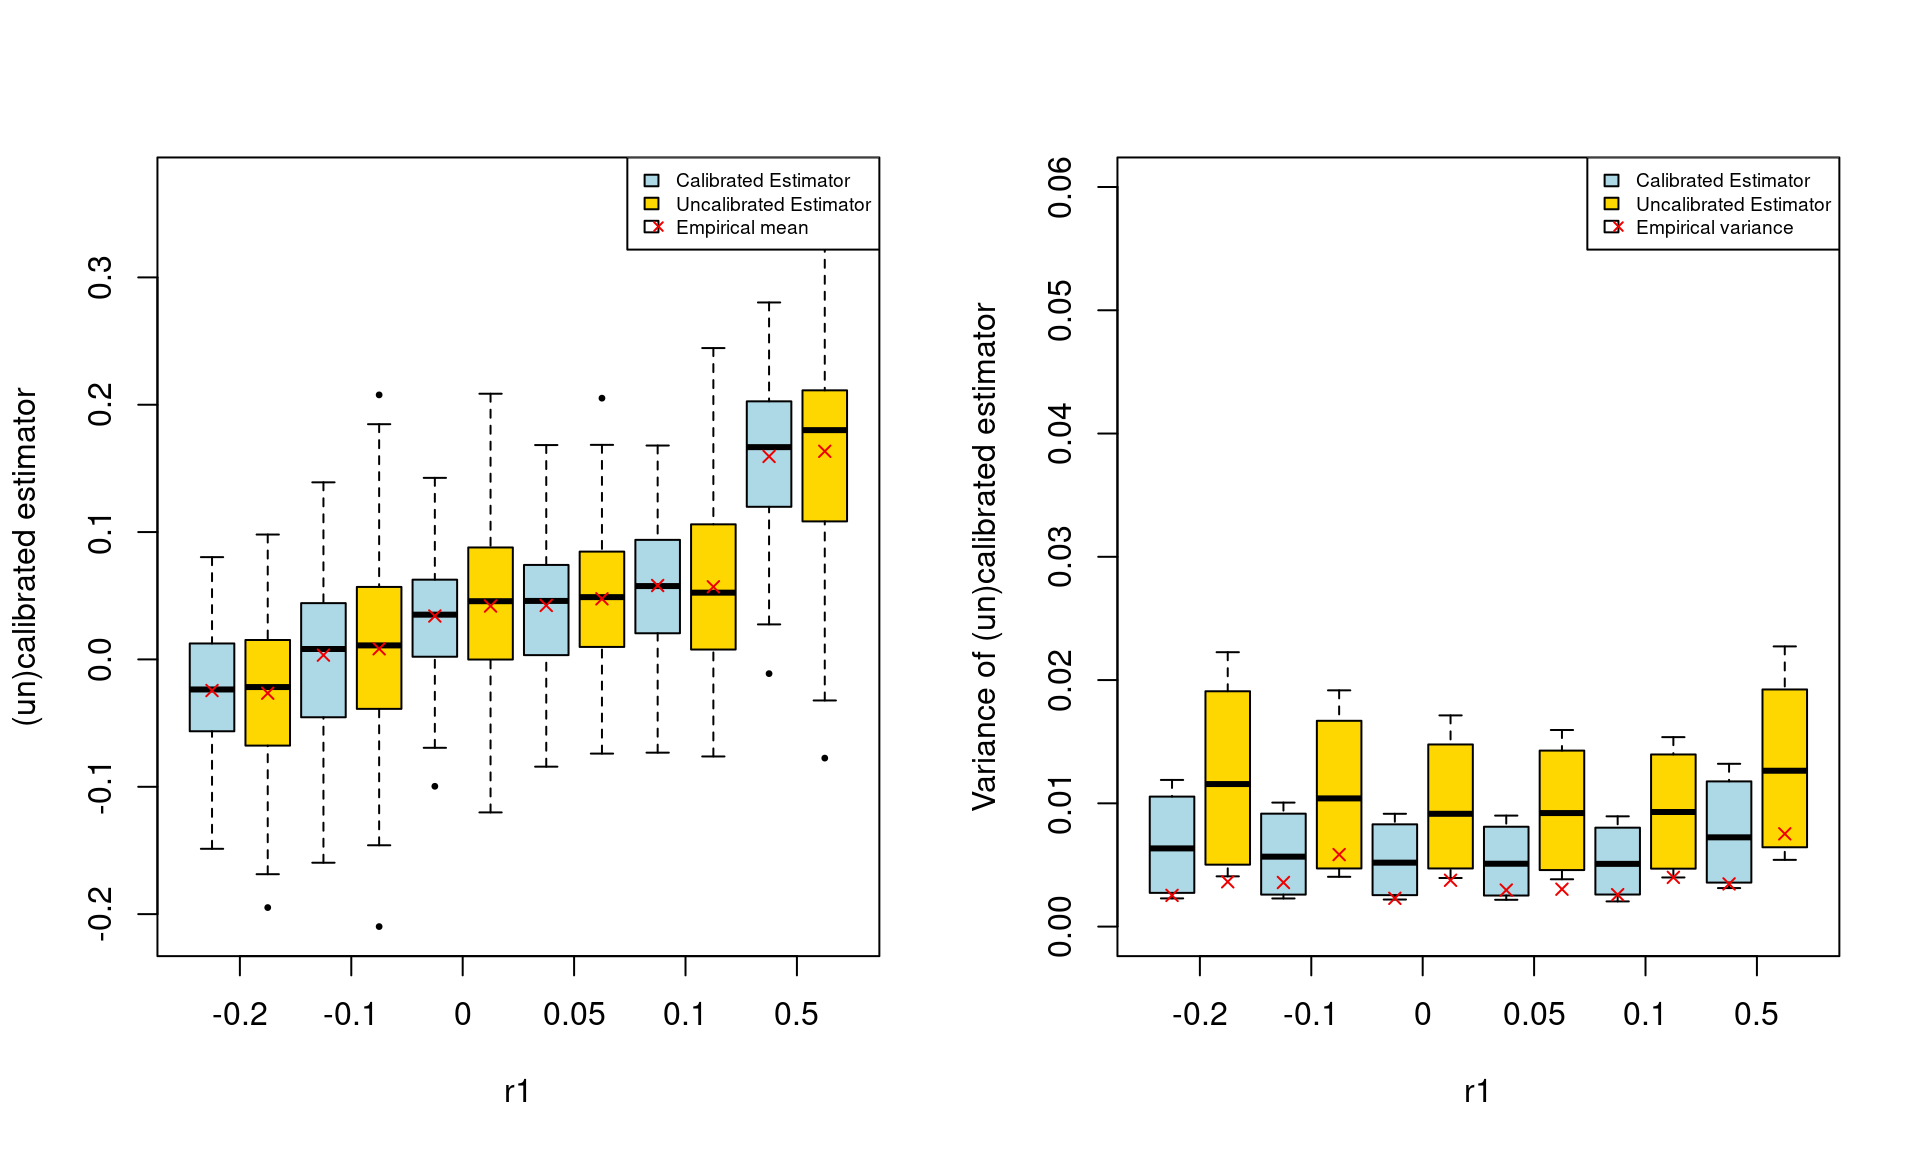 (un)calibrated estimator
0.3
0.2
0.1
0.0
-0.1
-0.2
Calibrated Estimator
Uncalibrated Estimator
Empirical mean
-0.2 -0.1 0 0.05 0.1 0.5
r1
Variance of (un)calibrated estimator
0.06
0.05
0.04
0.03
0.02
0.01
0.00
Calibrated Estimator
Uncalibrated Estimator
Empirical variance
-0.2 -0.1 0 0.05 0.1 0.5
r1